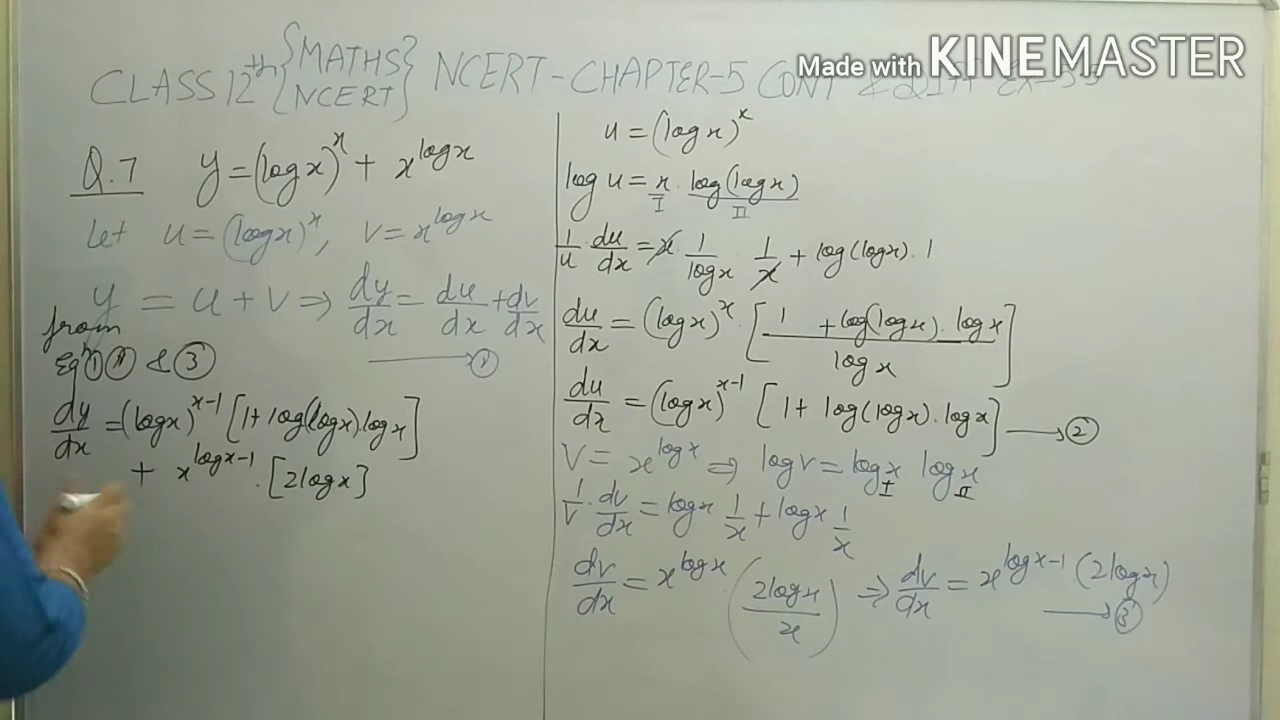 Made with KINEMASTER
CLASS 12th {MATHS NCERT} NCERT-CHAPTER-5 CONT
Q.7 y = (log x)^x + x^{log x}
Let u = (log x)^x, v = x^{log x}
y = u + v ⇒ dy/dx = du/dx + dv/dx
→ ①
from
Eqn ① ② & ③
dy/dx = (log x)^{x-1} [1 + log(log x).log x]
+ x^{log x-1} . [2 log x]
u = (log x)^x
log u = x . log(log x)
I II
1/u . du/dx = x . 1/log x . 1/x + log(log x) . 1
du/dx = (log x)^x . [(1 + log(log x) . log x)/log x]
du/dx = (log x)^{x-1} [1 + log(log x) . log x] → ②
V = x^{log x} ⇒ log V = log x log x
I II
1/V . dv/dx = log x 1/x + log x 1/x
dv/dx = x^{log x} (2 log x/x) ⇒ dv/dx = x^{log x-1} (2 log x)
→ ③